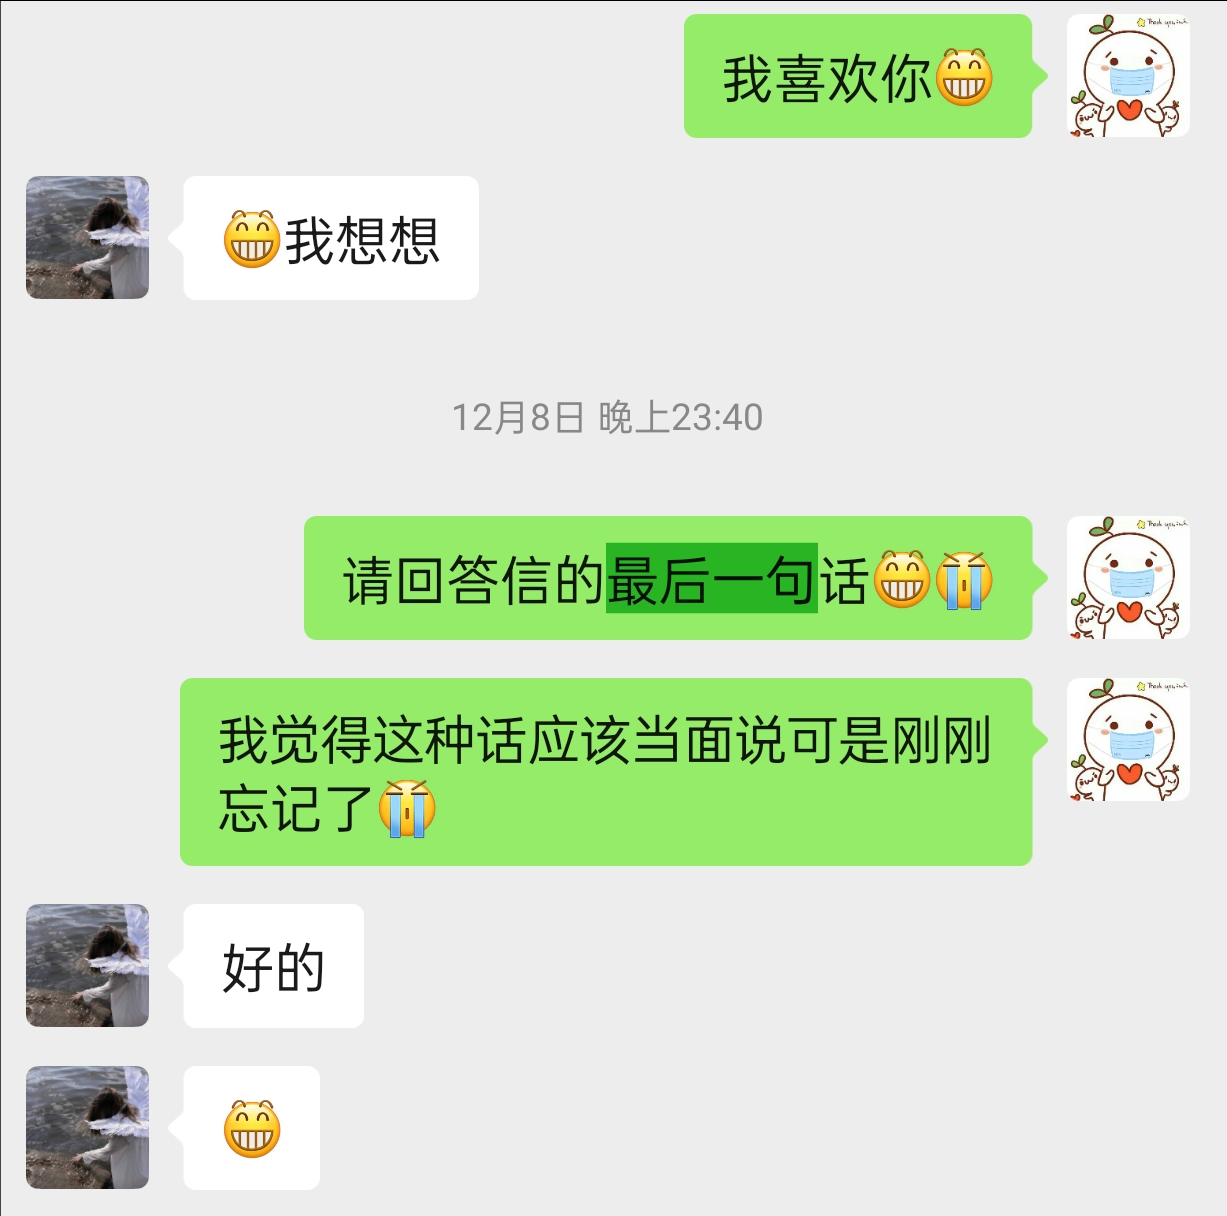 我喜欢你😁
😁我想想
12月8日 晚上23:40
请回答信的最后一句话😁😭
我觉得这种话应该当面说可是刚刚
忘记了😭
好的
😁